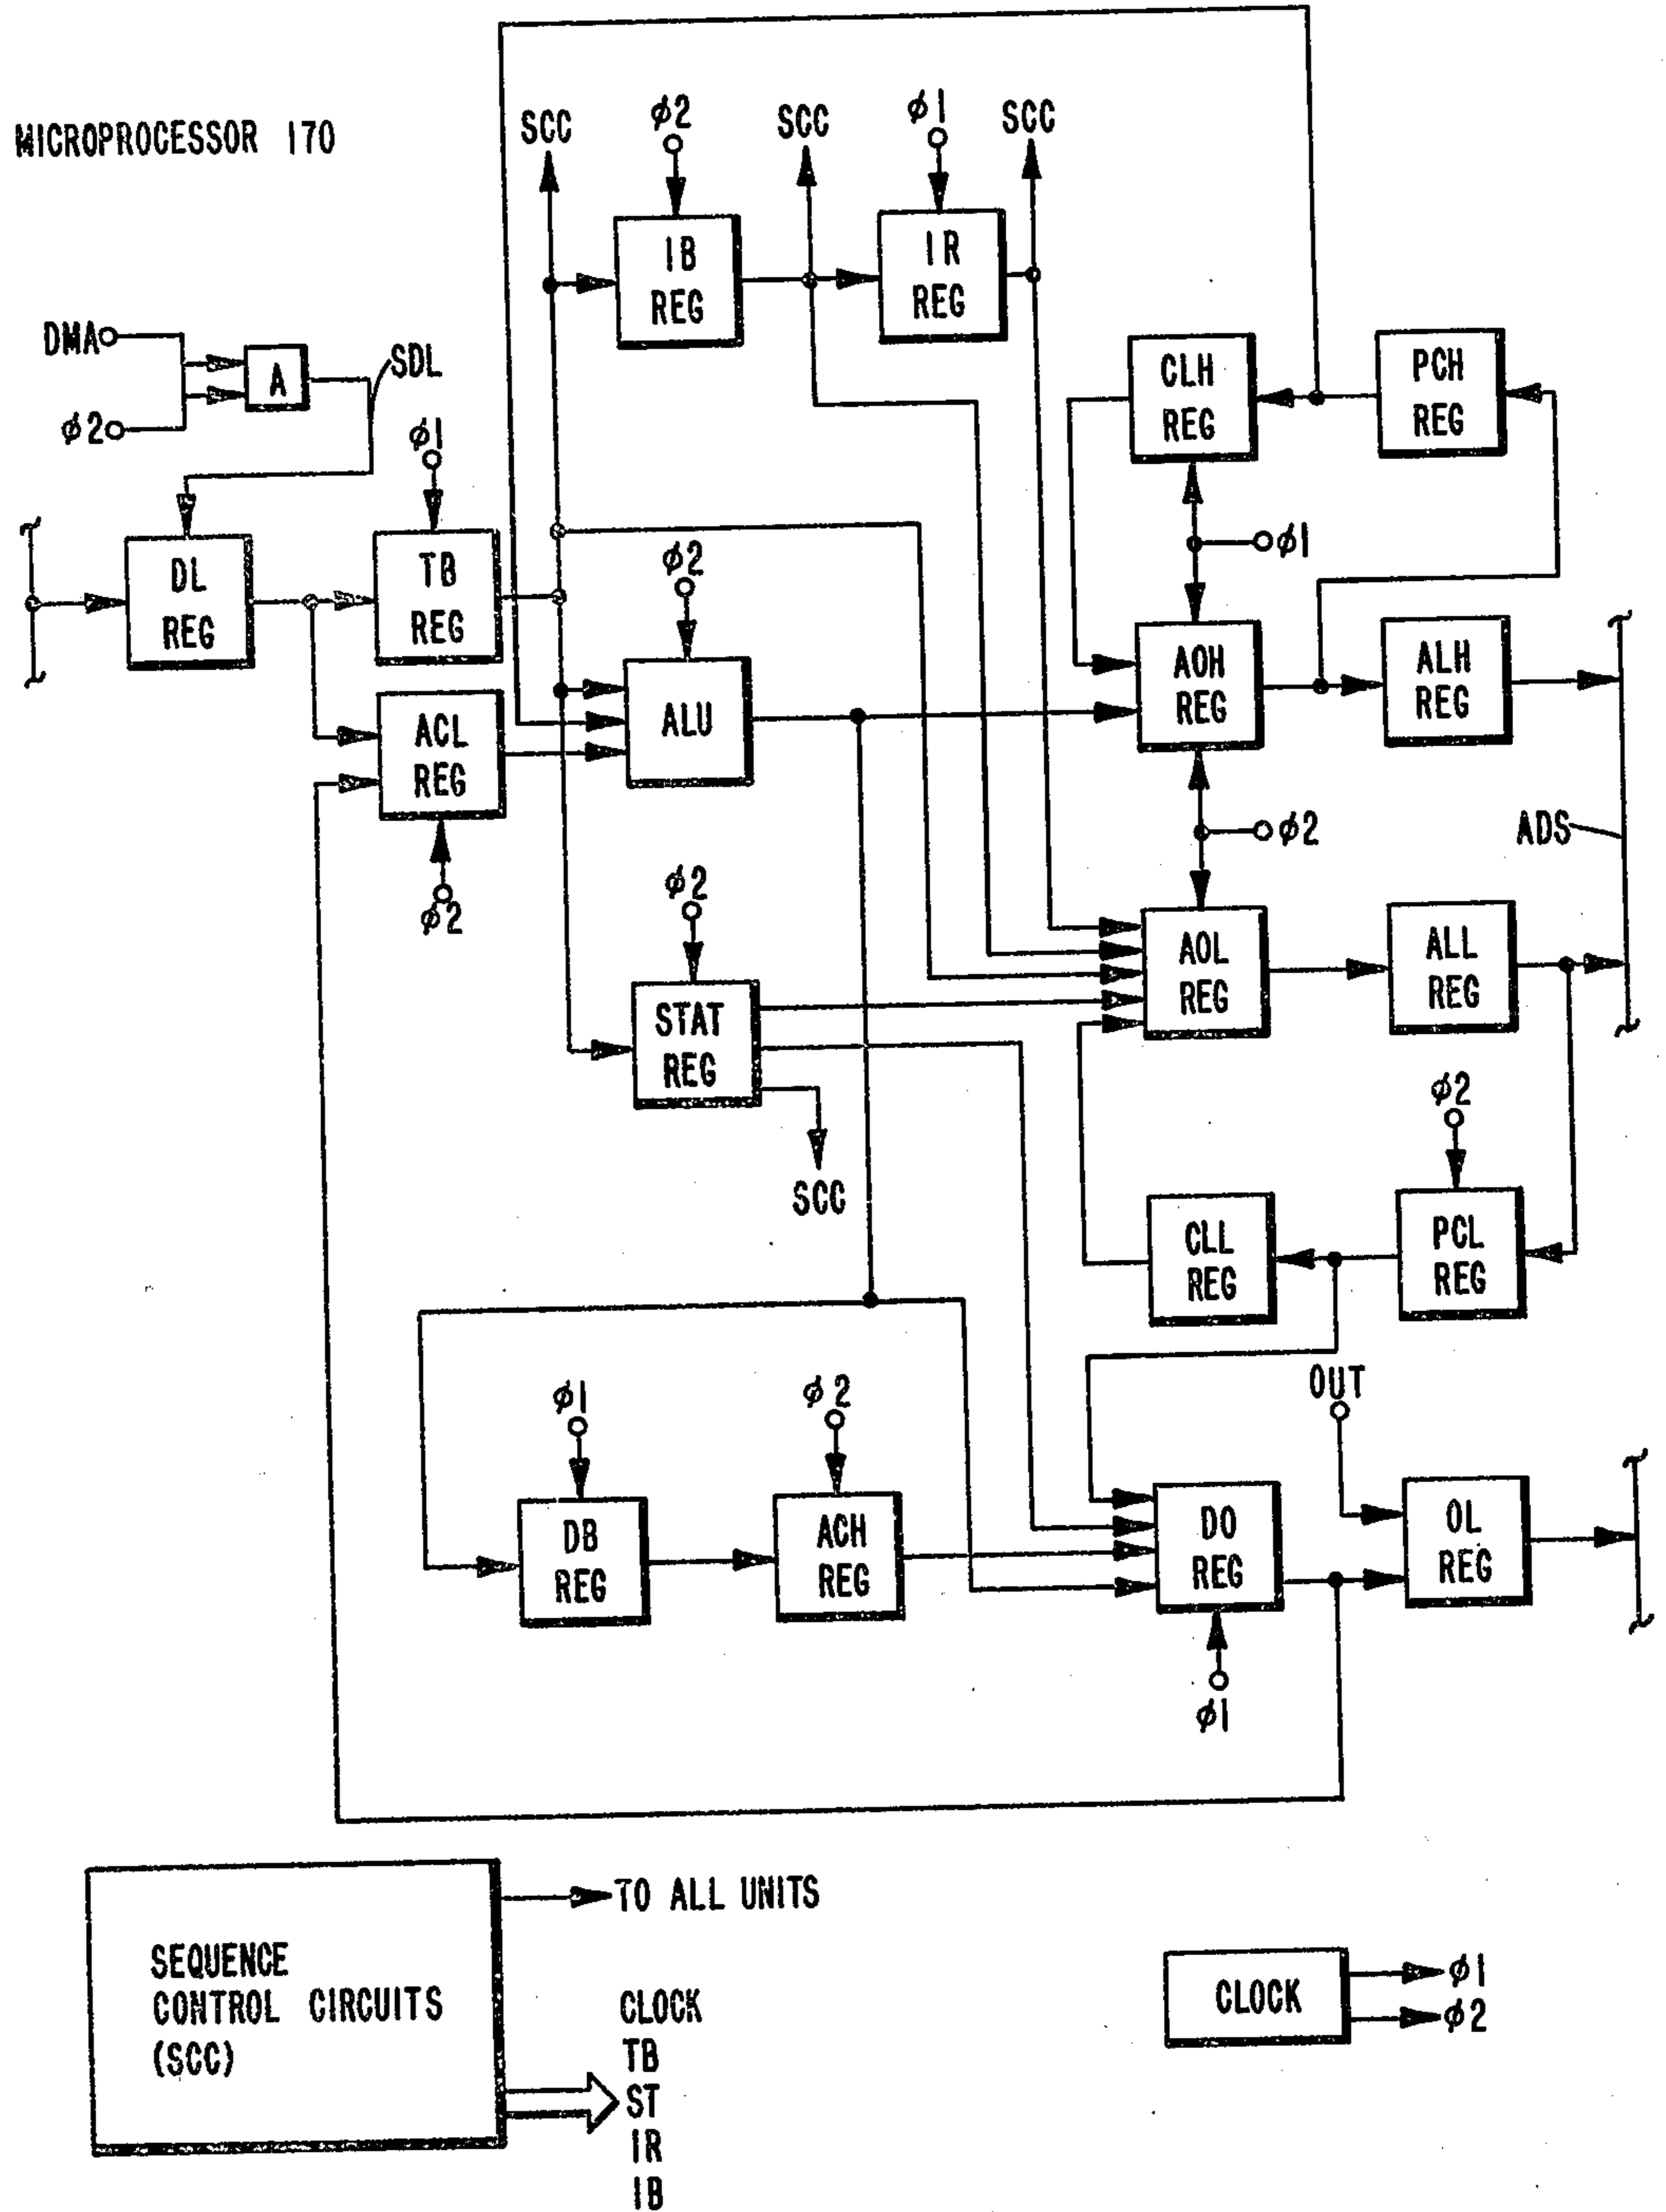 MICROPROCESSOR 170
SCC
ϕ2
SCC
ϕ1
SCC
IB
REG
IR
REG
DMA
A
SDL
ϕ2
ϕ1
CLH
REG
PCH
REG
DL
REG
TB
REG
ϕ2
ϕ1
ALU
AOH
REG
ALH
REG
ACL
REG
ϕ2
ϕ2
ADS
ϕ2
STAT
REG
AOL
REG
ALL
REG
SCC
ϕ2
CLL
REG
PCL
REG
OUT
ϕ1
ϕ2
DB
REG
ACH
REG
DO
REG
OL
REG
ϕ1
SEQUENCE
CONTROL CIRCUITS
(SCC)
TO ALL UNITS
CLOCK
TB
ST
IR
IB
CLOCK
ϕ1
ϕ2